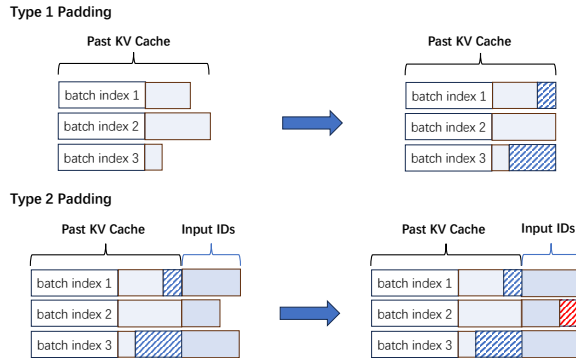 Type 1 Padding
Past KV Cache
Past KV Cache
batch index 1
batch index 2
batch index 3
batch index 1
batch index 2
batch index 3
Type 2 Padding
Past KV Cache
Input IDs
Past KV Cache
Input IDs
batch index 1
batch index 2
batch index 3
batch index 1
batch index 2
batch index 3